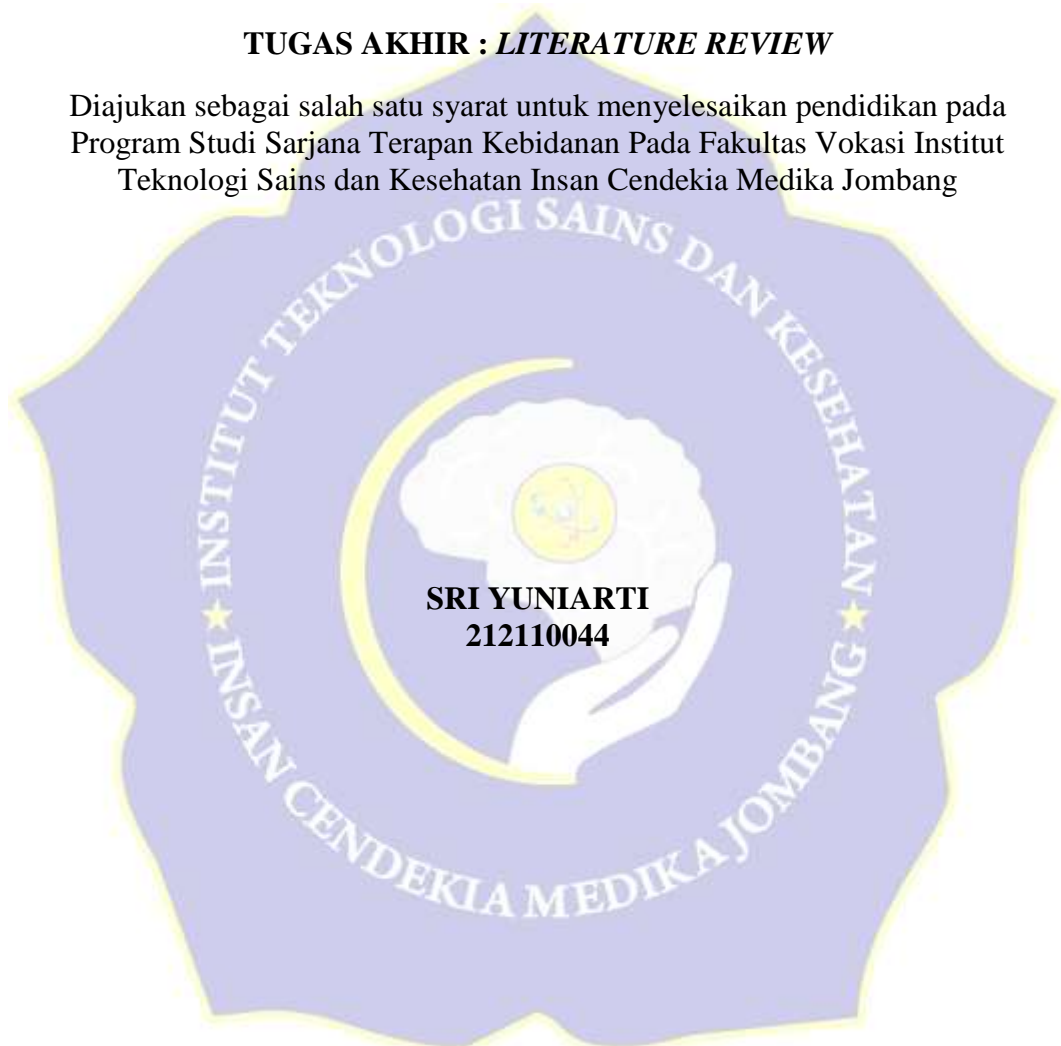 TUGAS AKHIR : LITERATURE REVIEW
Diajukan sebagai salah satu syarat untuk menyelesaikan pendidikan pada
Program Studi Sarjana Terapan Kebidanan Pada Fakultas Vokasi Institut
Teknologi Sains dan Kesehatan Insan Cendekia Medika Jombang
INSTITUT TEKNOLOGI SAINS DAN KESEHATAN
SRI YUNIARTI
212110044
INSAN CENDEKIA MEDIKA JOMBANG